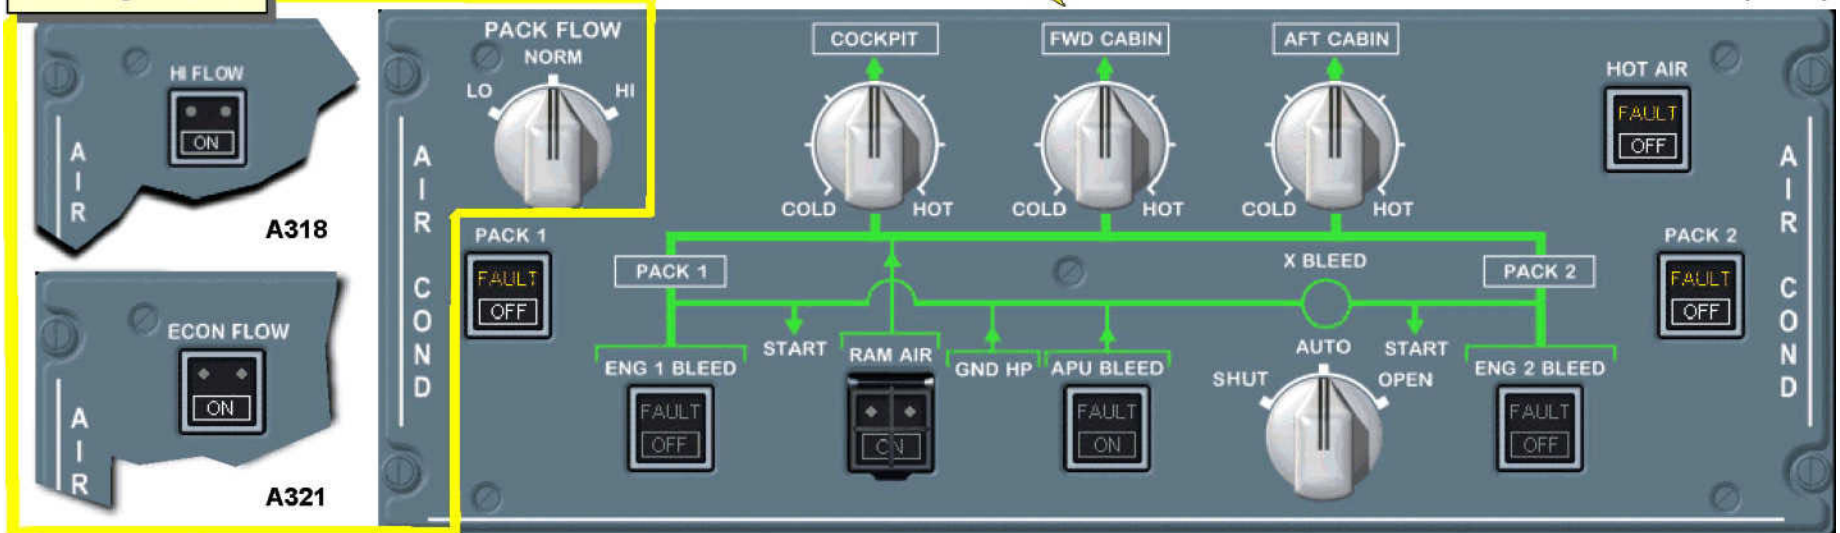 HI FLOW
ON
AIR
A318
ECON FLOW
ON
AIR
A321
PACK FLOW
LO NORM HI
AIR COND
COCKPIT
COLD HOT
FWD CABIN
COLD HOT
AFT CABIN
COLD HOT
HOT AIR
FAULT
OFF
AIR COND
PACK 1
FAULT
OFF
PACK 1
X BLEED
PACK 2
PACK 2
FAULT
OFF
START
RAM AIR
ON
GND HP
APU BLEED
FAULT
ON
SHUT AUTO OPEN
START
ENG 1 BLEED
FAULT
OFF
ENG 2 BLEED
FAULT
OFF